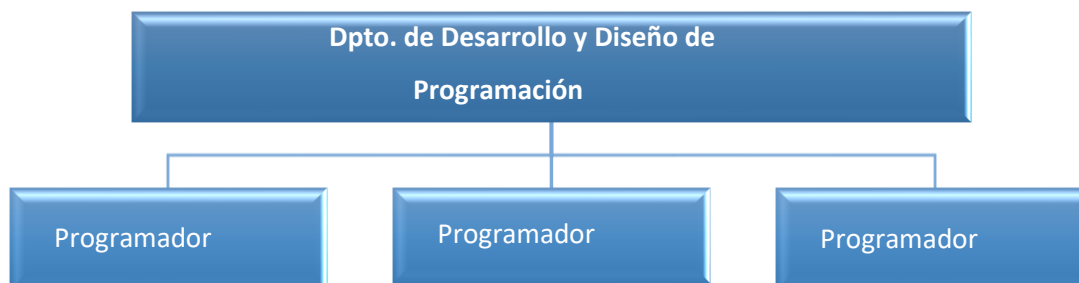 Dpto. de Desarrollo y Diseño de
Programación
Programador
Programador
Programador